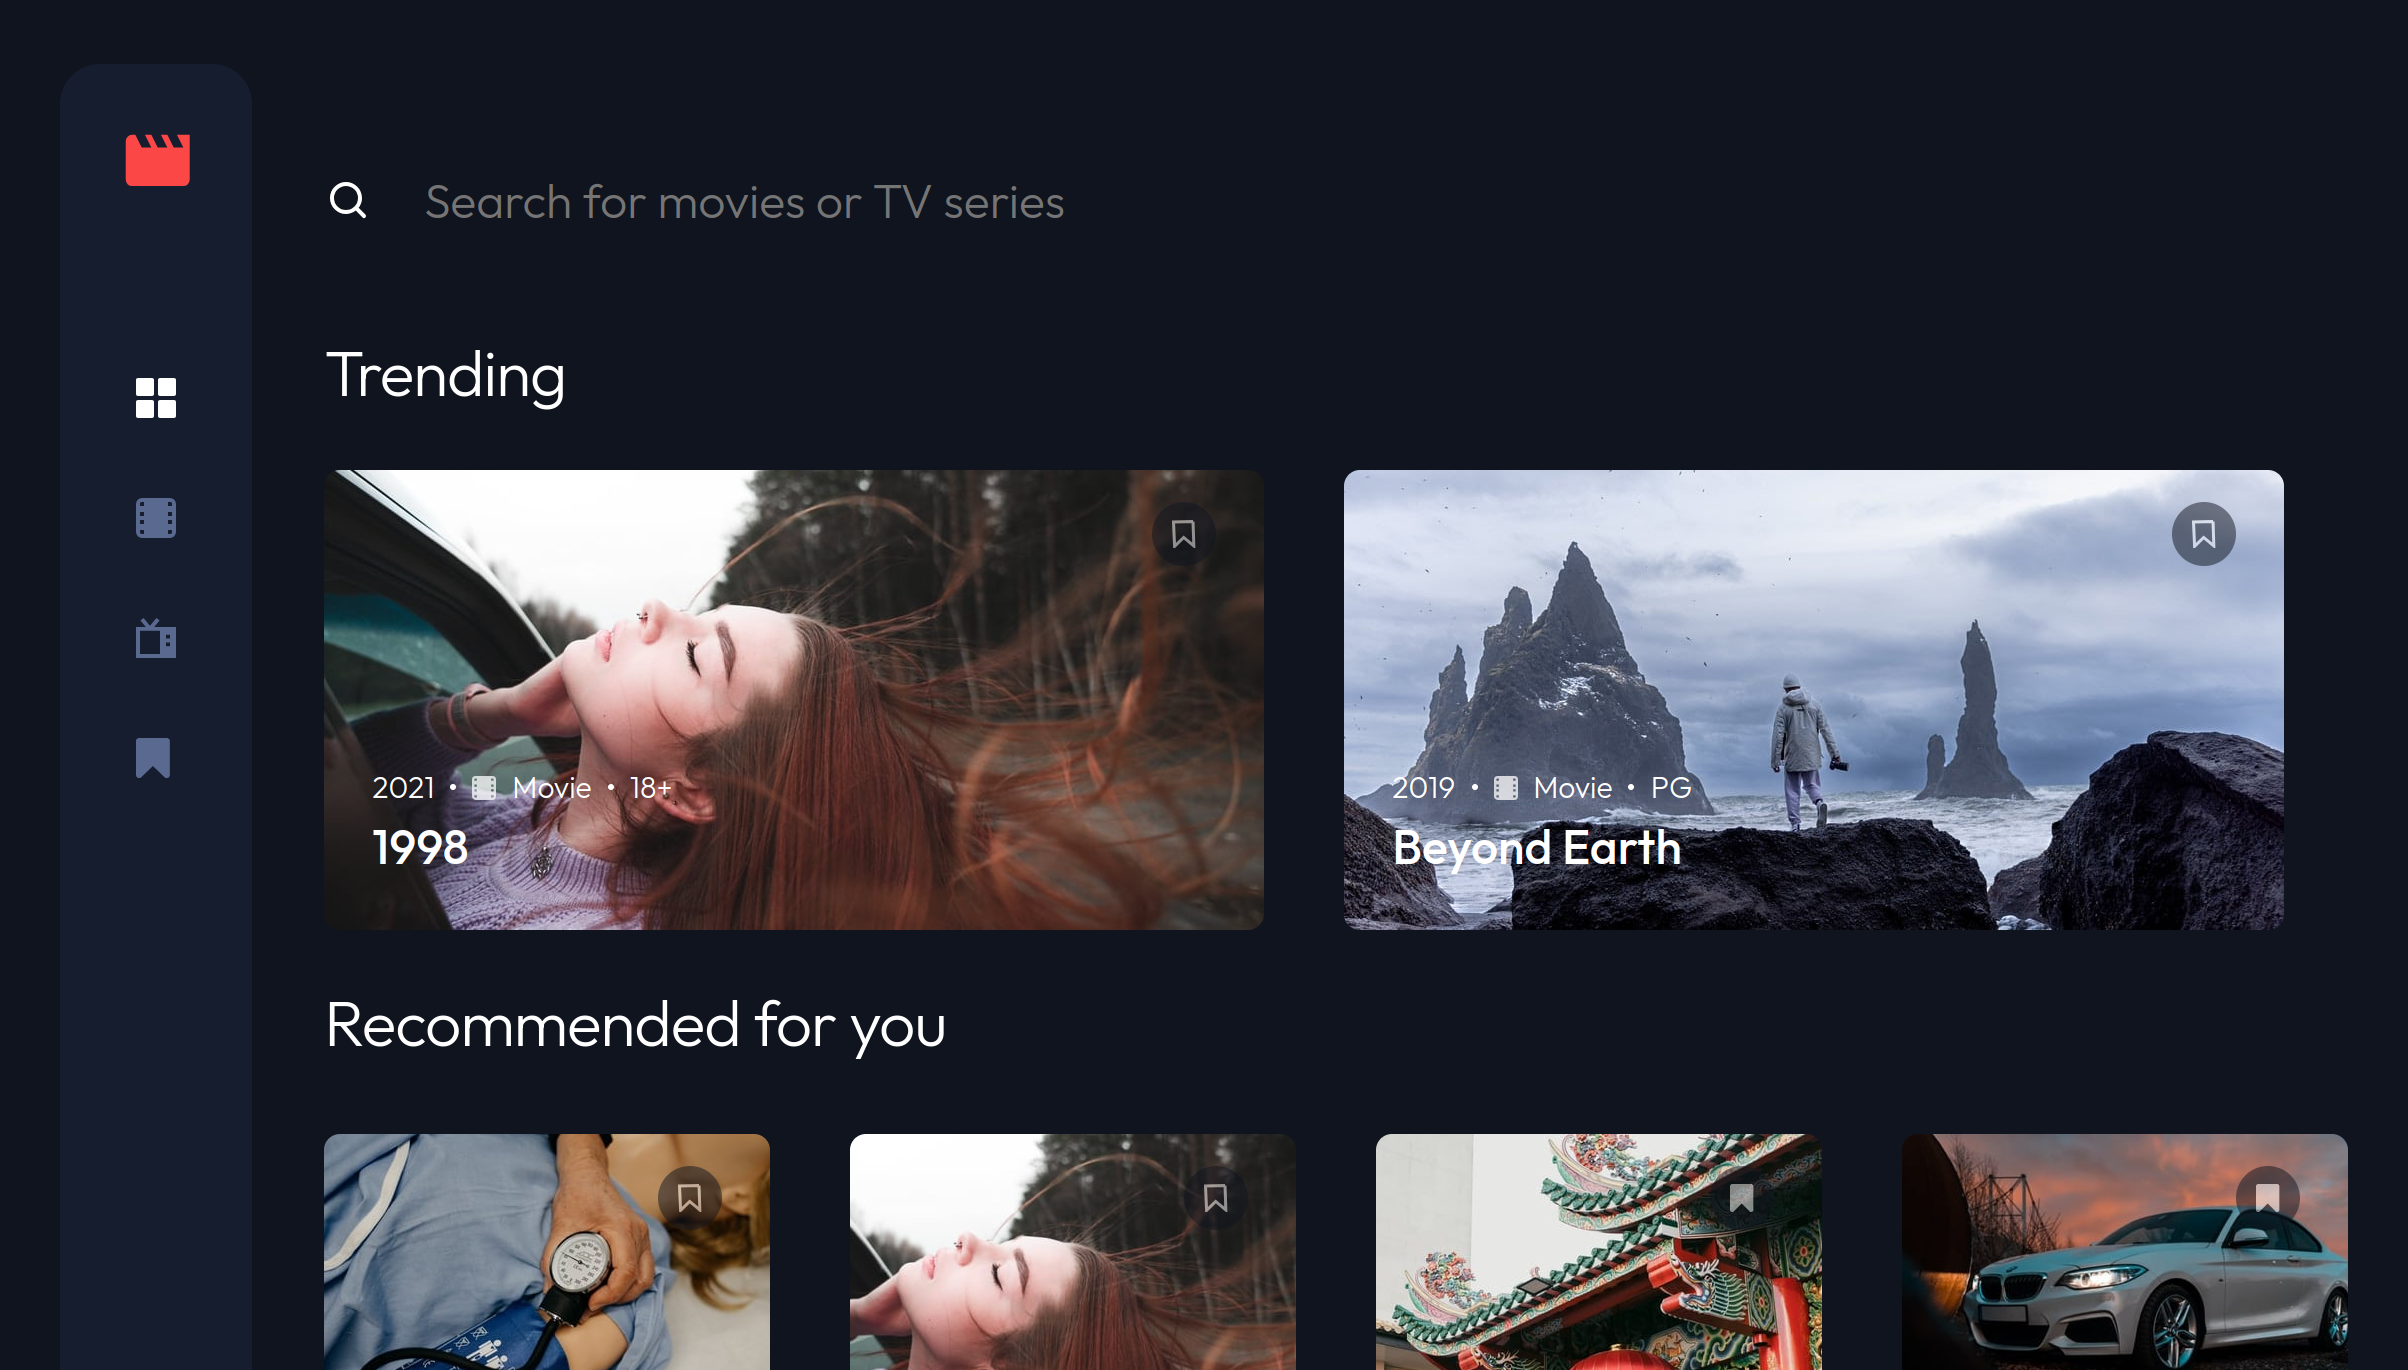 Search for movies or TV series
Trending
2021 • Movie • 18+
1998
2019 • Movie • PG
Beyond Earth
Recommended for you